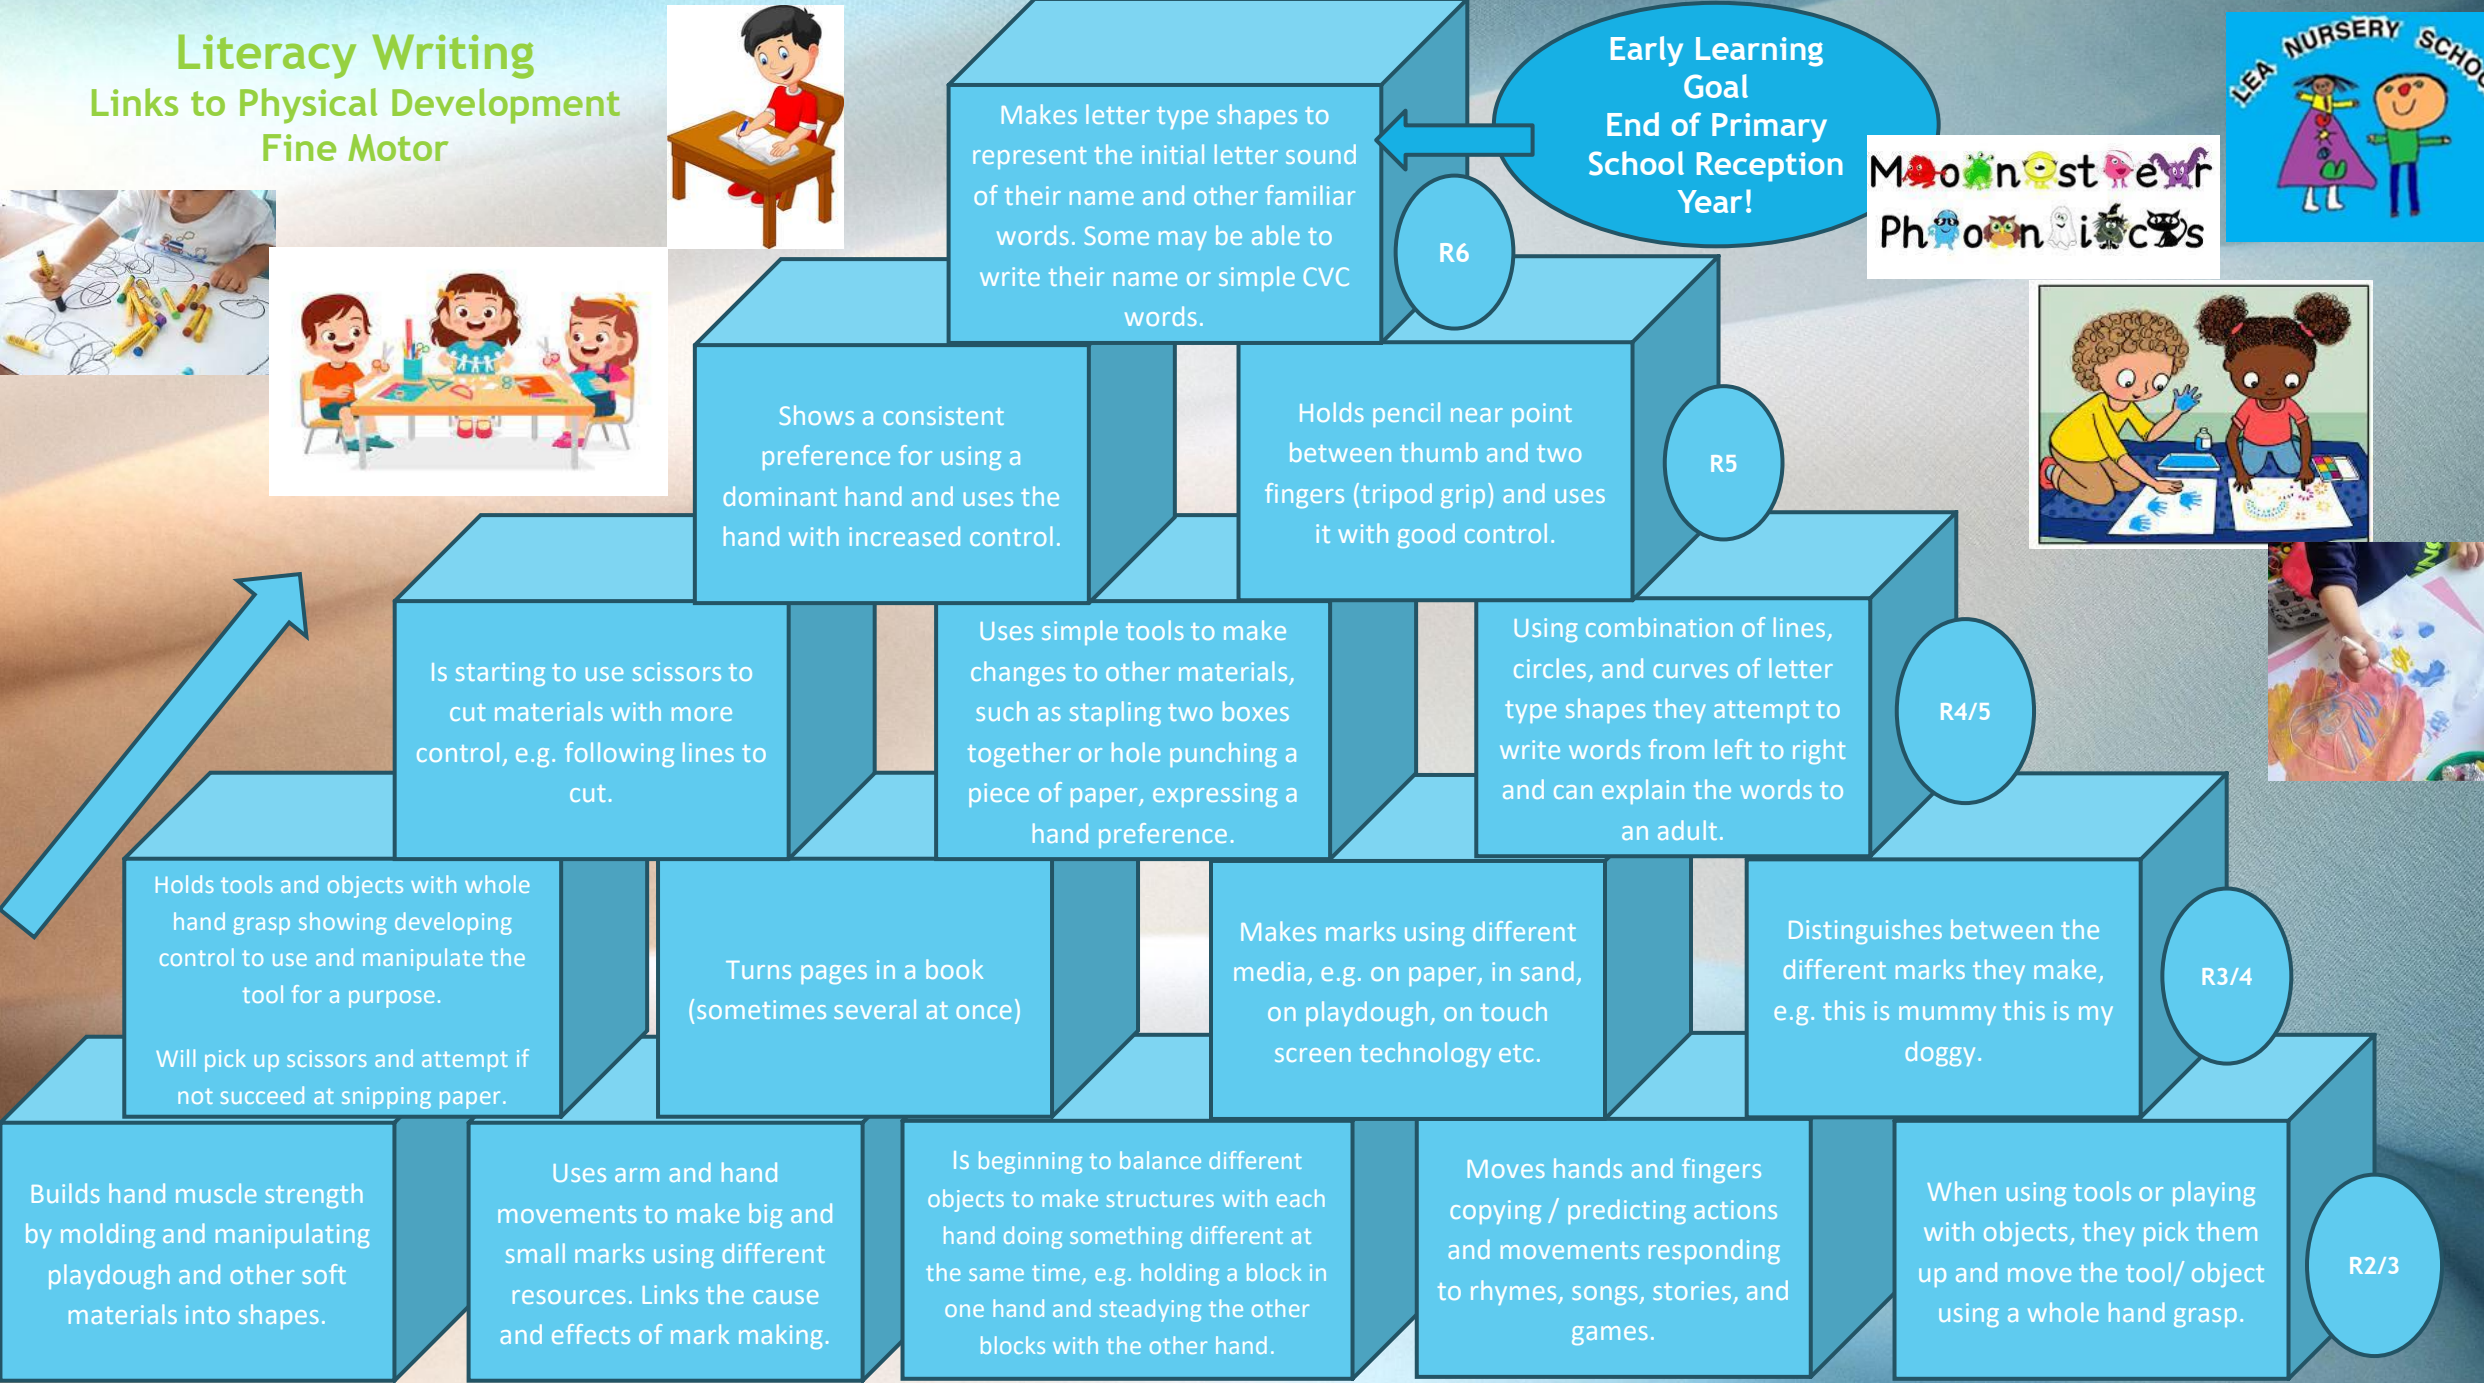 Literacy Writing
Links to Physical Development
Fine Motor
Early Learning
Goal
End of Primary
School Reception
Year!
LEA NURSERY SCHOOL
Monster
Phonics
Makes letter type shapes to
represent the initial letter sound
of their name and other familiar
words. Some may be able to
write their name or simple CVC
words.
R6
Shows a consistent
preference for using a
dominant hand and uses the
hand with increased control.
Holds pencil near point
between thumb and two
fingers (tripod grip) and uses
it with good control.
R5
Is starting to use scissors to
cut materials with more
control, e.g. following lines to
cut.
Uses simple tools to make
changes to other materials,
such as stapling two boxes
together or hole punching a
piece of paper, expressing a
hand preference.
Using combination of lines,
circles, and curves of letter
type shapes they attempt to
write words from left to right
and can explain the words to
an adult.
R4/5
Holds tools and objects with whole
hand grasp showing developing
control to use and manipulate the
tool for a purpose.
Will pick up scissors and attempt if
not succeed at snipping paper.
Turns pages in a book
(sometimes several at once)
Makes marks using different
media, e.g. on paper, in sand,
on playdough, on touch
screen technology etc.
Distinguishes between the
different marks they make,
e.g. this is mummy this is my
doggy.
R3/4
Builds hand muscle strength
by molding and manipulating
playdough and other soft
materials into shapes.
Uses arm and hand
movements to make big and
small marks using different
resources. Links the cause
and effects of mark making.
Is beginning to balance different
objects to make structures with each
hand doing something different at
the same time, e.g. holding a block in
one hand and steadying the other
blocks with the other hand.
Moves hands and fingers
copying / predicting actions
and movements responding
to rhymes, songs, stories, and
games.
When using tools or playing
with objects, they pick them
up and move the tool/ object
using a whole hand grasp.
R2/3